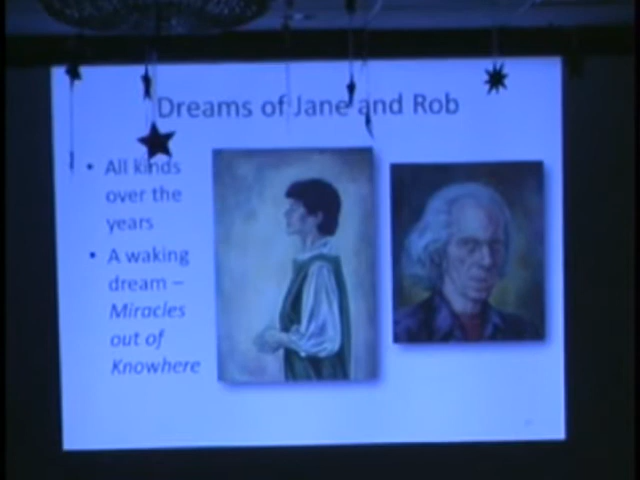 Dreams of Jane and Rob
• All kinds
over the
years
• A waking
dream –
Miracles
out of
Knowhere